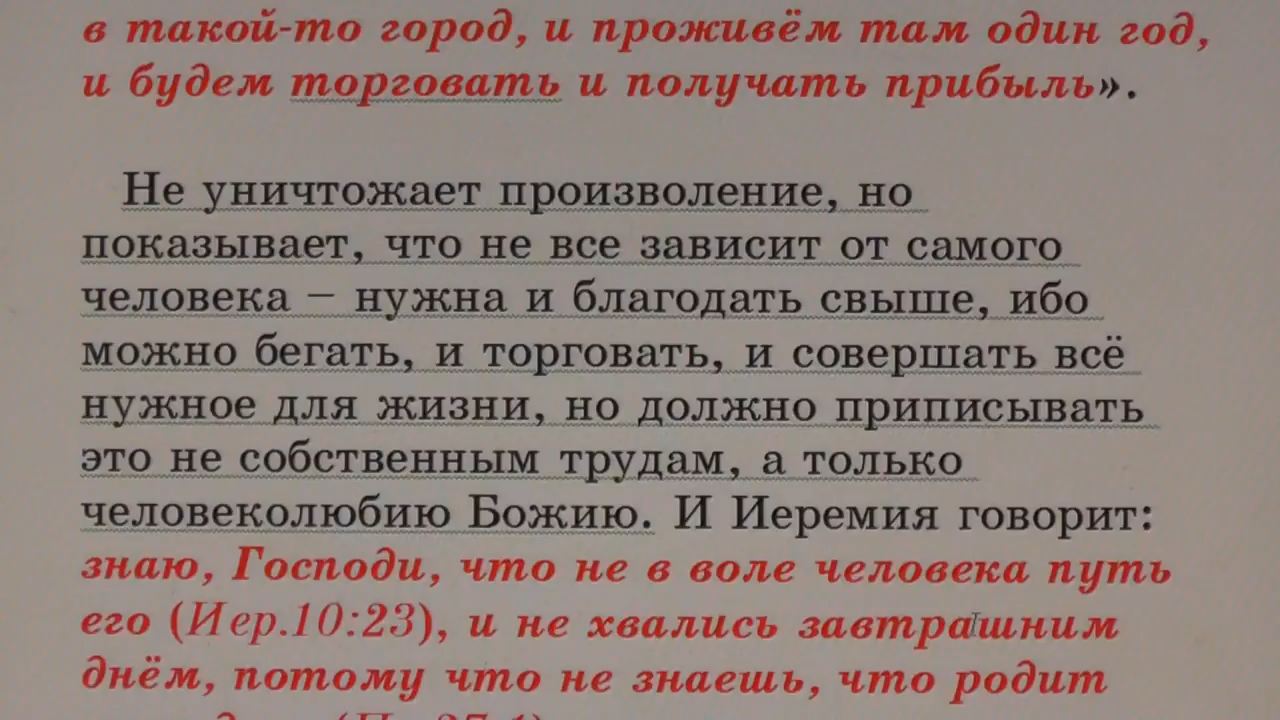 в такой-то город, и проживём там один год,
и будем торговать и получать прибыль».
Не уничтожает произволение, но
показывает, что не все зависит от самого
человека – нужна и благодать свыше, ибо
можно бегать, и торговать, и совершать всё
нужное для жизни, но должно приписывать
это не собственным трудам, а только
человеколюбию Божию. И Иеремия говорит:
знаю, Господи, что не в воле человека путь
его (Иер.10:23), и не хвались завтрашним
днём, потому что не знаешь, что родит